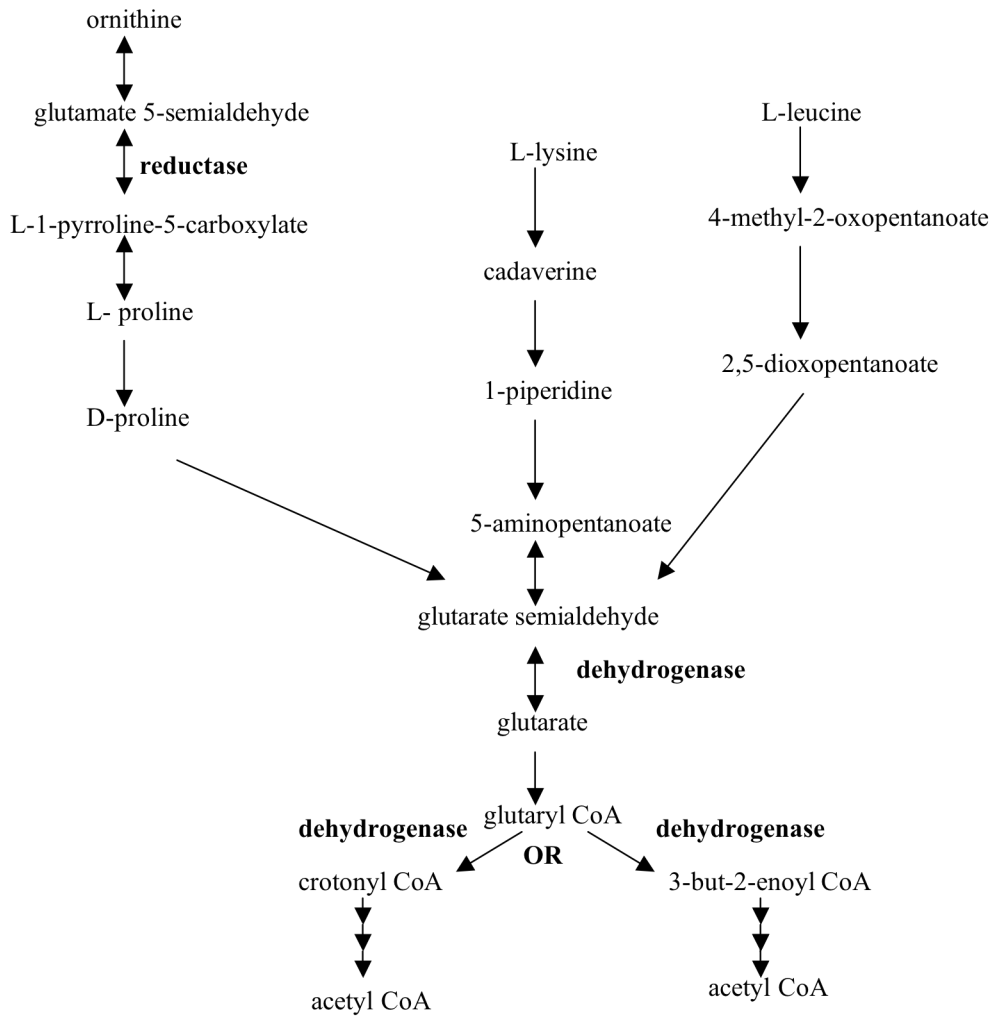 ornithine
glutamate 5-semialdehyde
reductase
L-1-pyrroline-5-carboxylate
L- proline
D-proline
L-lysine
cadaverine
1-piperidine
5-aminopentanoate
L-leucine
4-methyl-2-oxopentanoate
2,5-dioxopentanoate
glutarate semialdehyde
dehydrogenase
glutarate
glutaryl CoA
dehydrogenase
OR
dehydrogenase
crotonyl CoA
3-but-2-enoyl CoA
acetyl CoA
acetyl CoA